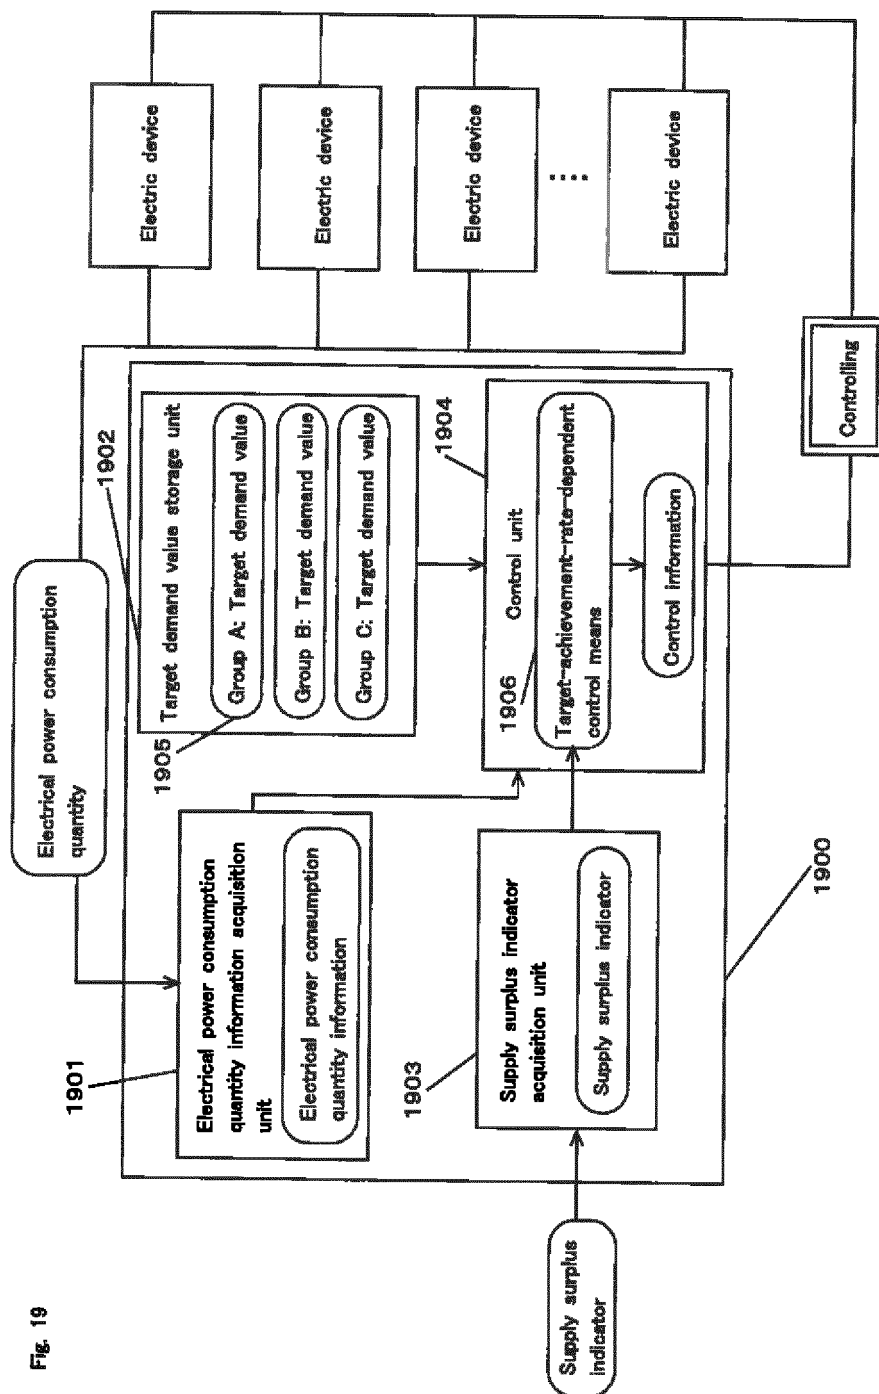 Fig. 19
Electrical power consumption
quantity
1901
Electrical power consumption
quantity information acquisition
unit
Electrical power consumption
quantity information
1902
Target demand value storage unit
1905
Group A: Target demand value
Group B: Target demand value
Group C: Target demand value
Electric device
Electric device
Electric device
Electric device
Supply surplus
indicator
1903
Supply surplus indicator
acquisition unit
Supply surplus indicator
1904
Control unit
1906
Target-achievement-rate-dependent
control means
Control information
1900
Controlling